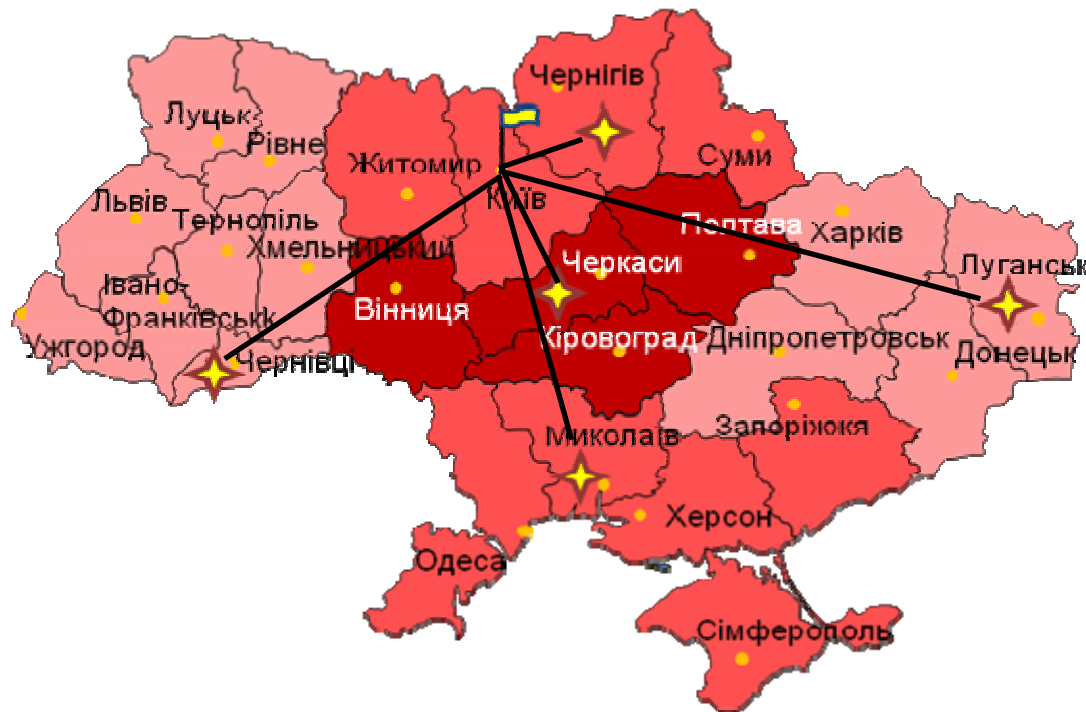 Чернігів
Луцьк
Рівне
Житомир
Суми
Львів
Київ
Тернопіль
Полтава
Харків
Хмельницький
Черкаси
Луганськ
Івано-
Франківськк
Вінниця
Ужгород
Кіровоград
Дніпропетровськ
Донецьк
Чернівці
Миколаїв
Запоріжжя
Херсон
Одеса
Сімферополь